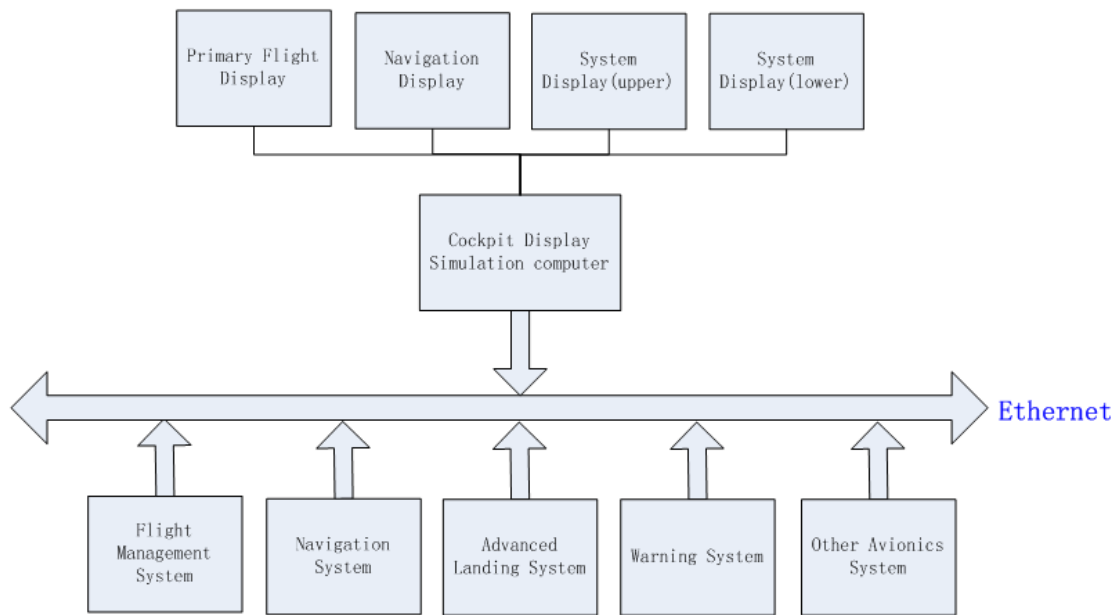 Primary Flight
Display
Navigation
Display
System
Display(upper)
System
Display(lower)
Cockpit Display
Simulation computer
Ethernet
Flight
Management
System
Navigation
System
Advanced
Landing System
Warning System
Other Avionics
System